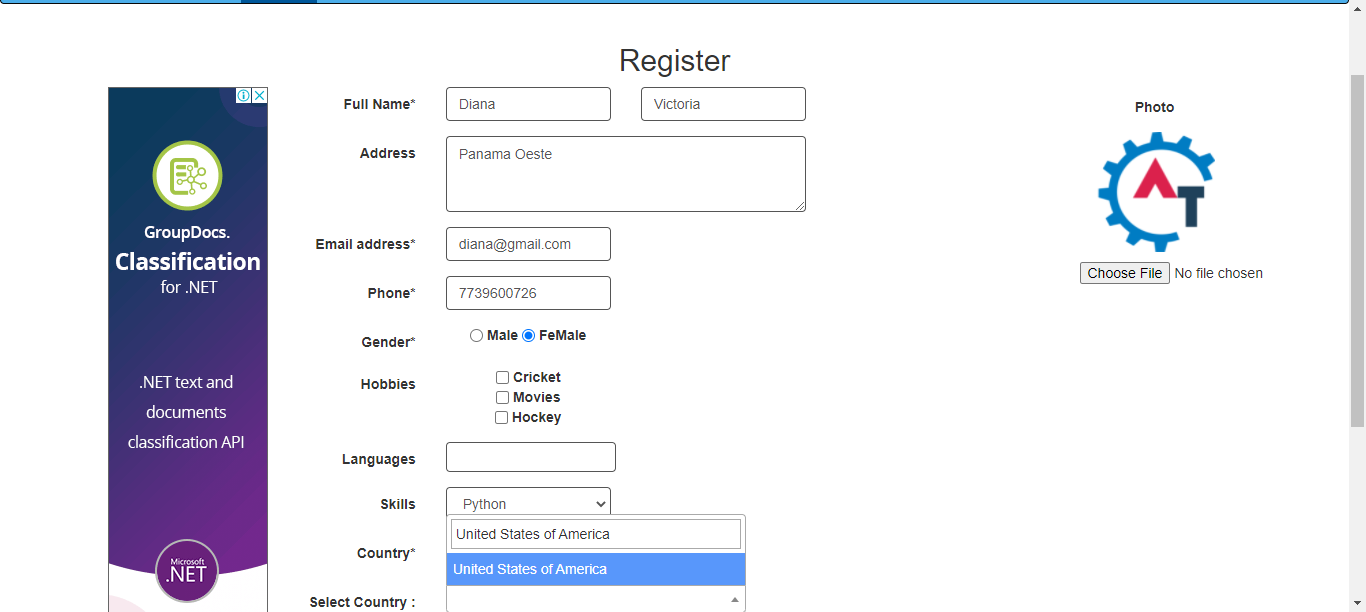 Register
GroupDocs.
Classification
for .NET
.NET text and
documents
classification API
Microsoft
.NET
Full Name* Diana Victoria
Address Panama Oeste
Email address* diana@gmail.com
Phone* 7739600726
Gender* Male FeMale
Hobbies Cricket
Movies
Hockey
Languages
Skills Python
United States of America
Country*
United States of America
Select Country :
Photo
AT
Choose File No file chosen